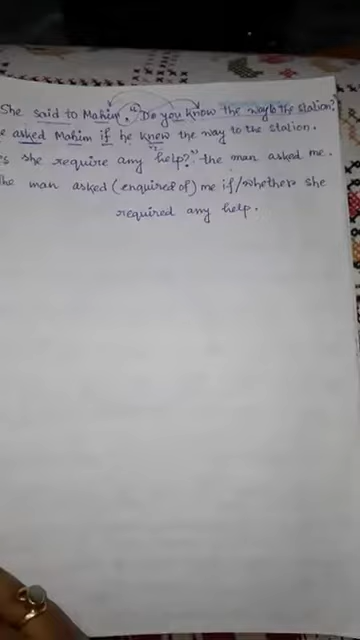 She said to Mahim, "Do you know the way to the station?"
e asked Mahim if he knew the way to the station.
es she require any help?" the man asked me.
he man asked (enquired of) me if/whether she
required any help.